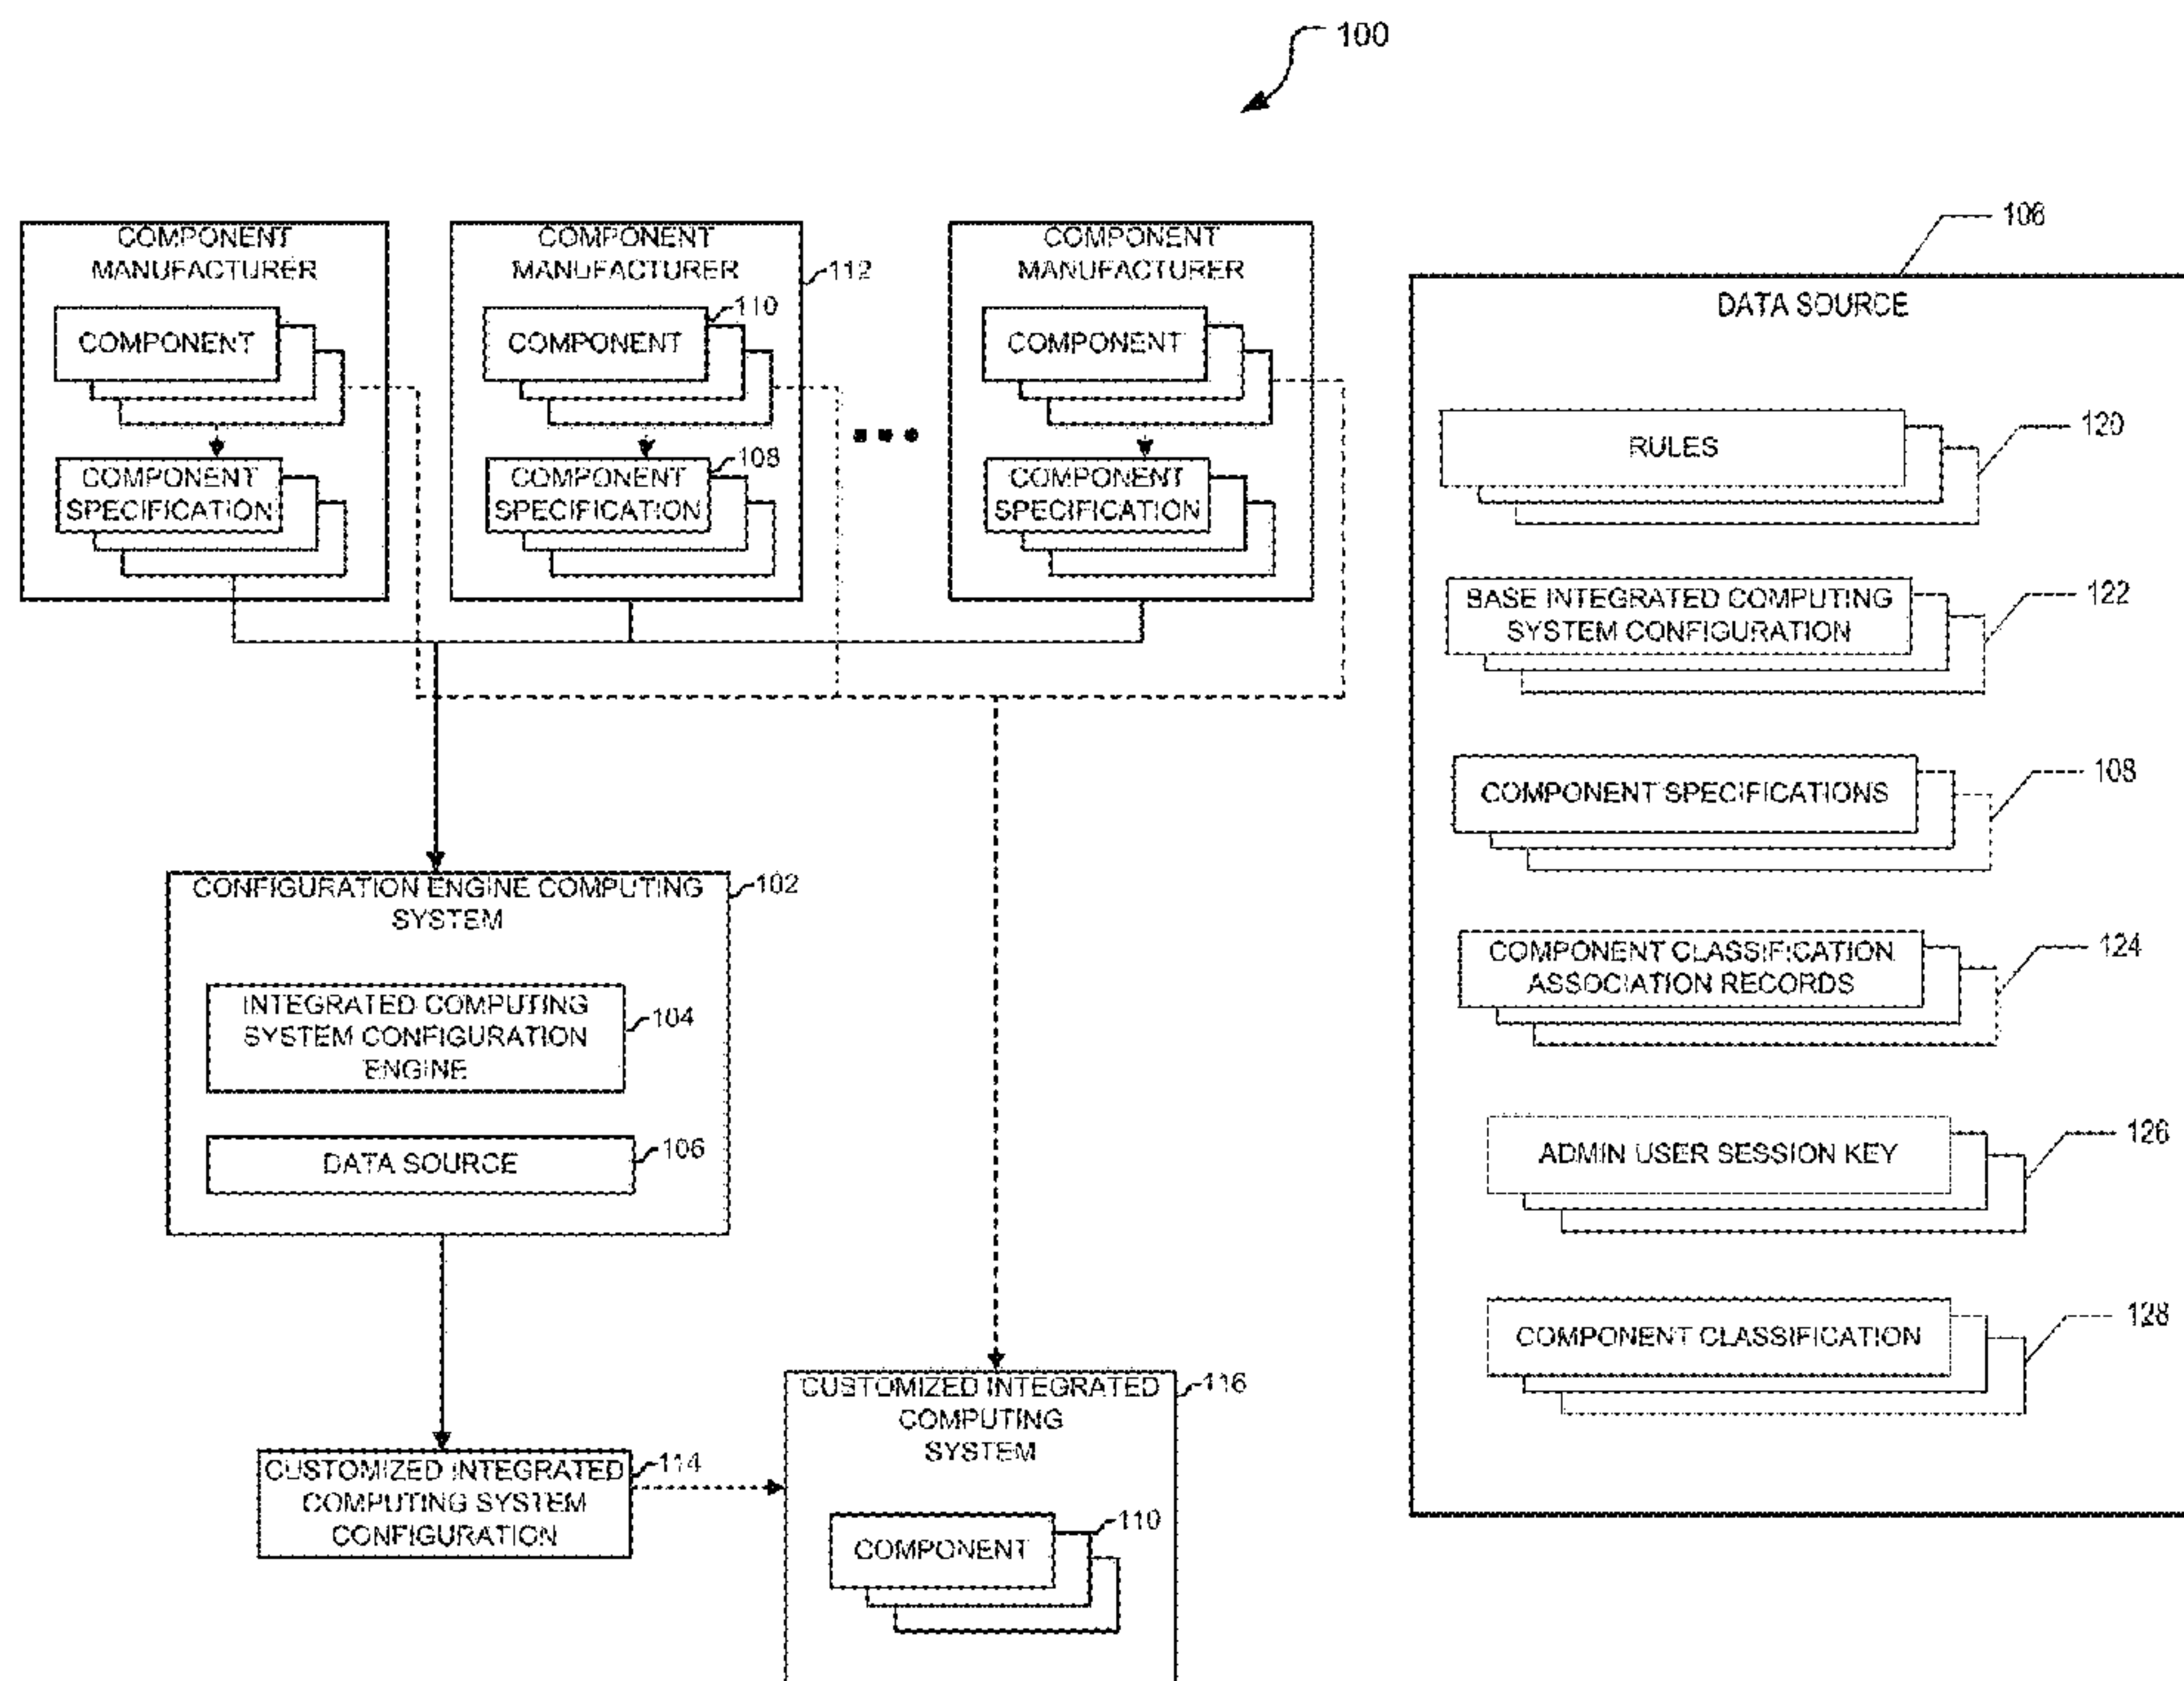 100
COMPONENT
MANUFACTURER
COMPONENT
COMPONENT
SPECIFICATION
COMPONENT
MANUFACTURER
112
110
COMPONENT
108
COMPONENT
SPECIFICATION
COMPONENT
MANUFACTURER
COMPONENT
COMPONENT
SPECIFICATION
CONFIGURATION ENGINE COMPUTING
SYSTEM
102
INTEGRATED COMPUTING
SYSTEM CONFIGURATION
ENGINE
104
DATA SOURCE
106
CUSTOMIZED INTEGRATED
COMPUTING SYSTEM
CONFIGURATION
114
CUSTOMIZED INTEGRATED
COMPUTING
SYSTEM
116
COMPONENT
110
106
DATA SOURCE
RULES
120
BASE INTEGRATED COMPUTING
SYSTEM CONFIGURATION
122
COMPONENT SPECIFICATIONS
108
COMPONENT CLASSIFICATION
ASSOCIATION RECORDS
124
ADMIN USER SESSION KEY
126
COMPONENT CLASSIFICATION
128